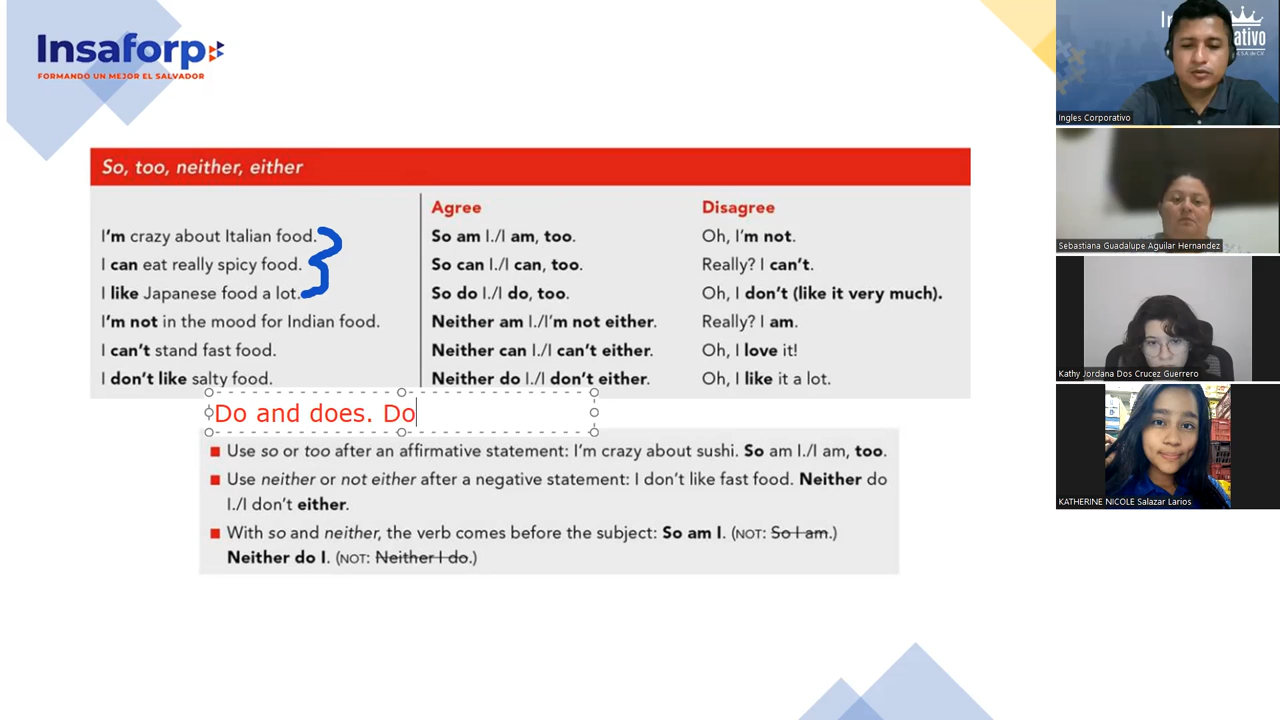 Insaforp
FORMANDO UN MEJOR EL SALVADOR
So, too, neither, either
Agree
Disagree
I'm crazy about Italian food.
So am I./I am, too.
Oh, I'm not.
I can eat really spicy food.
So can I./I can, too.
Really? I can't.
I like Japanese food a lot.
So do I./I do, too.
Oh, I don't (like it very much).
I'm not in the mood for Indian food.
Neither am I./I'm not either.
Really? I am.
I can't stand fast food.
Neither can I./I can't either.
Oh, I love it!
I don't like salty food.
Neither do I./I don't either.
Oh, I like it a lot.
Do and does. Do
Use so or too after an affirmative statement: I'm crazy about sushi. So am I./I am, too.
Use neither or not either after a negative statement: I don't like fast food. Neither do
I./I don't either.
With so and neither, the verb comes before the subject: So am I. (NOT: So I am.)
Neither do I. (NOT: Neither I do.)
Ingles Corporativo
Sebastiana Guadalupe Aguilar Hernandez
Kathy Jordana Dos Crucez Guerrero
KATHERINE NICOLE Salazar Larios